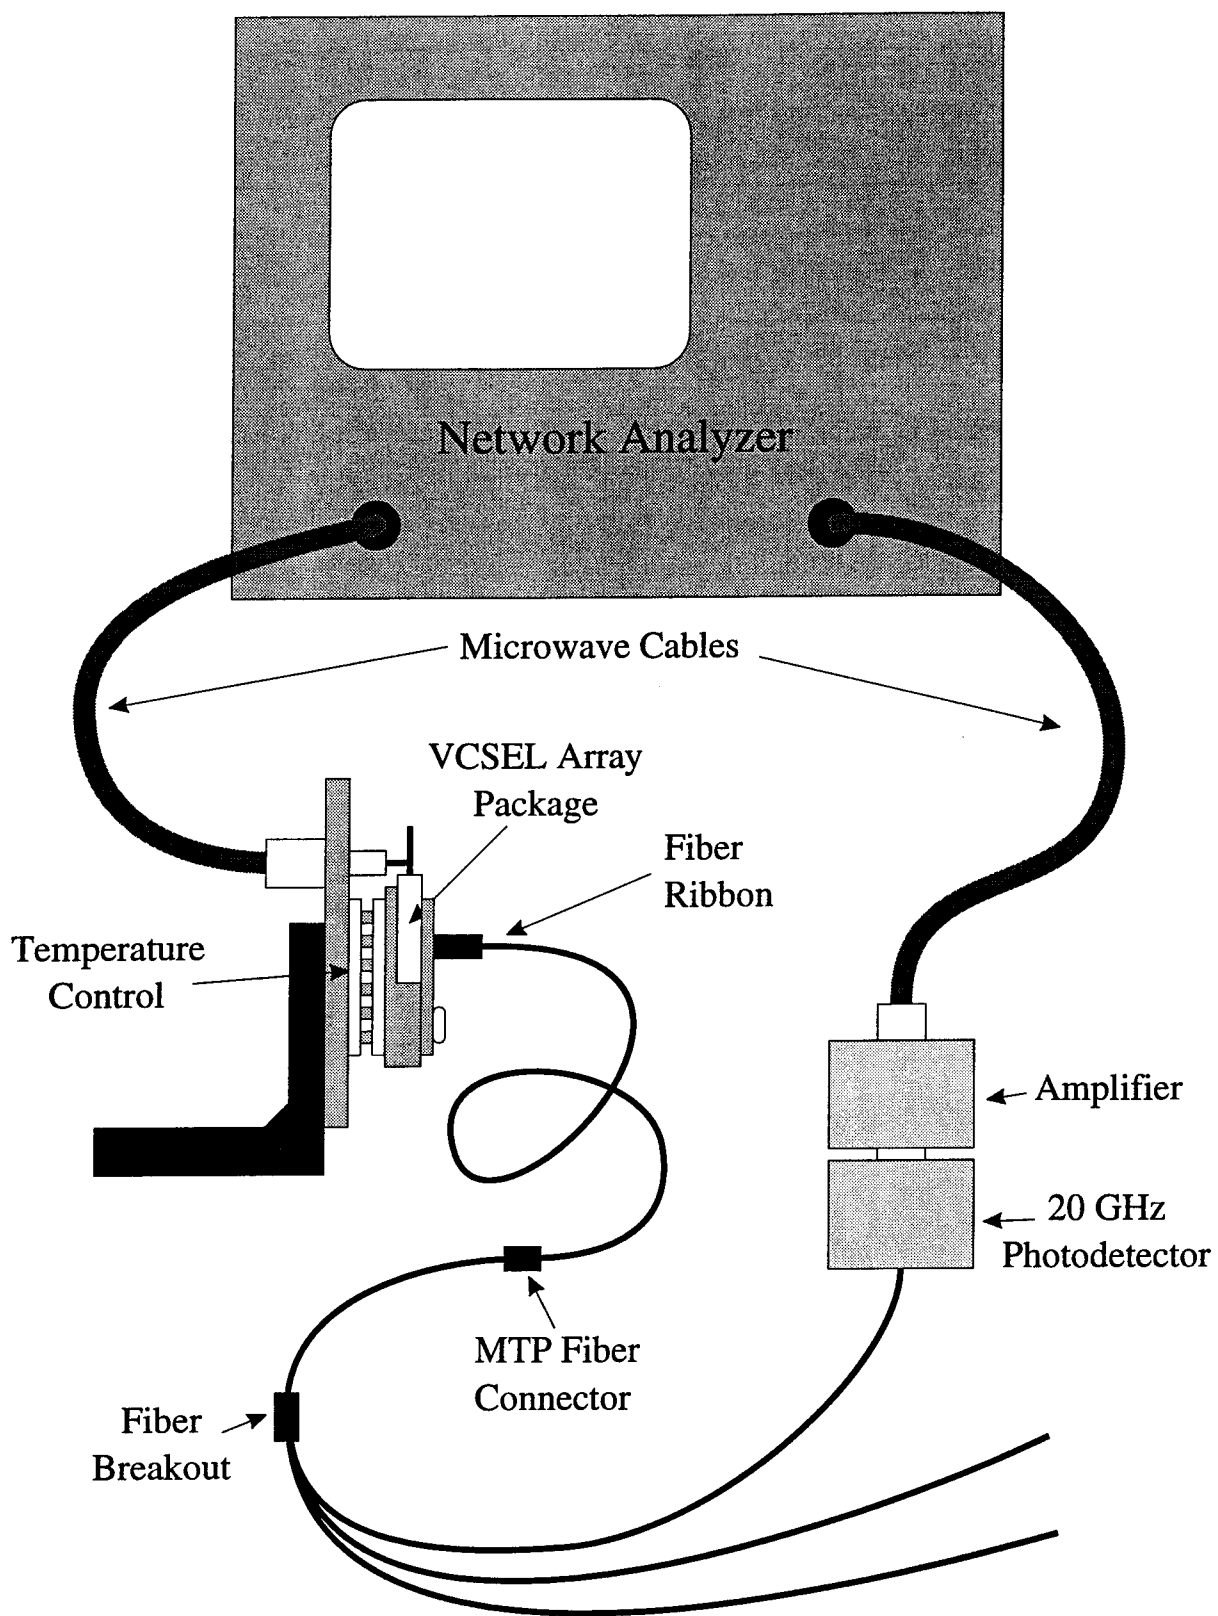 Network Analyzer
Microwave Cables
VCSEL Array
Package
Fiber
Ribbon
Temperature
Control
Amplifier
20 GHz
Photodetector
MTP Fiber
Connector
Fiber
Breakout